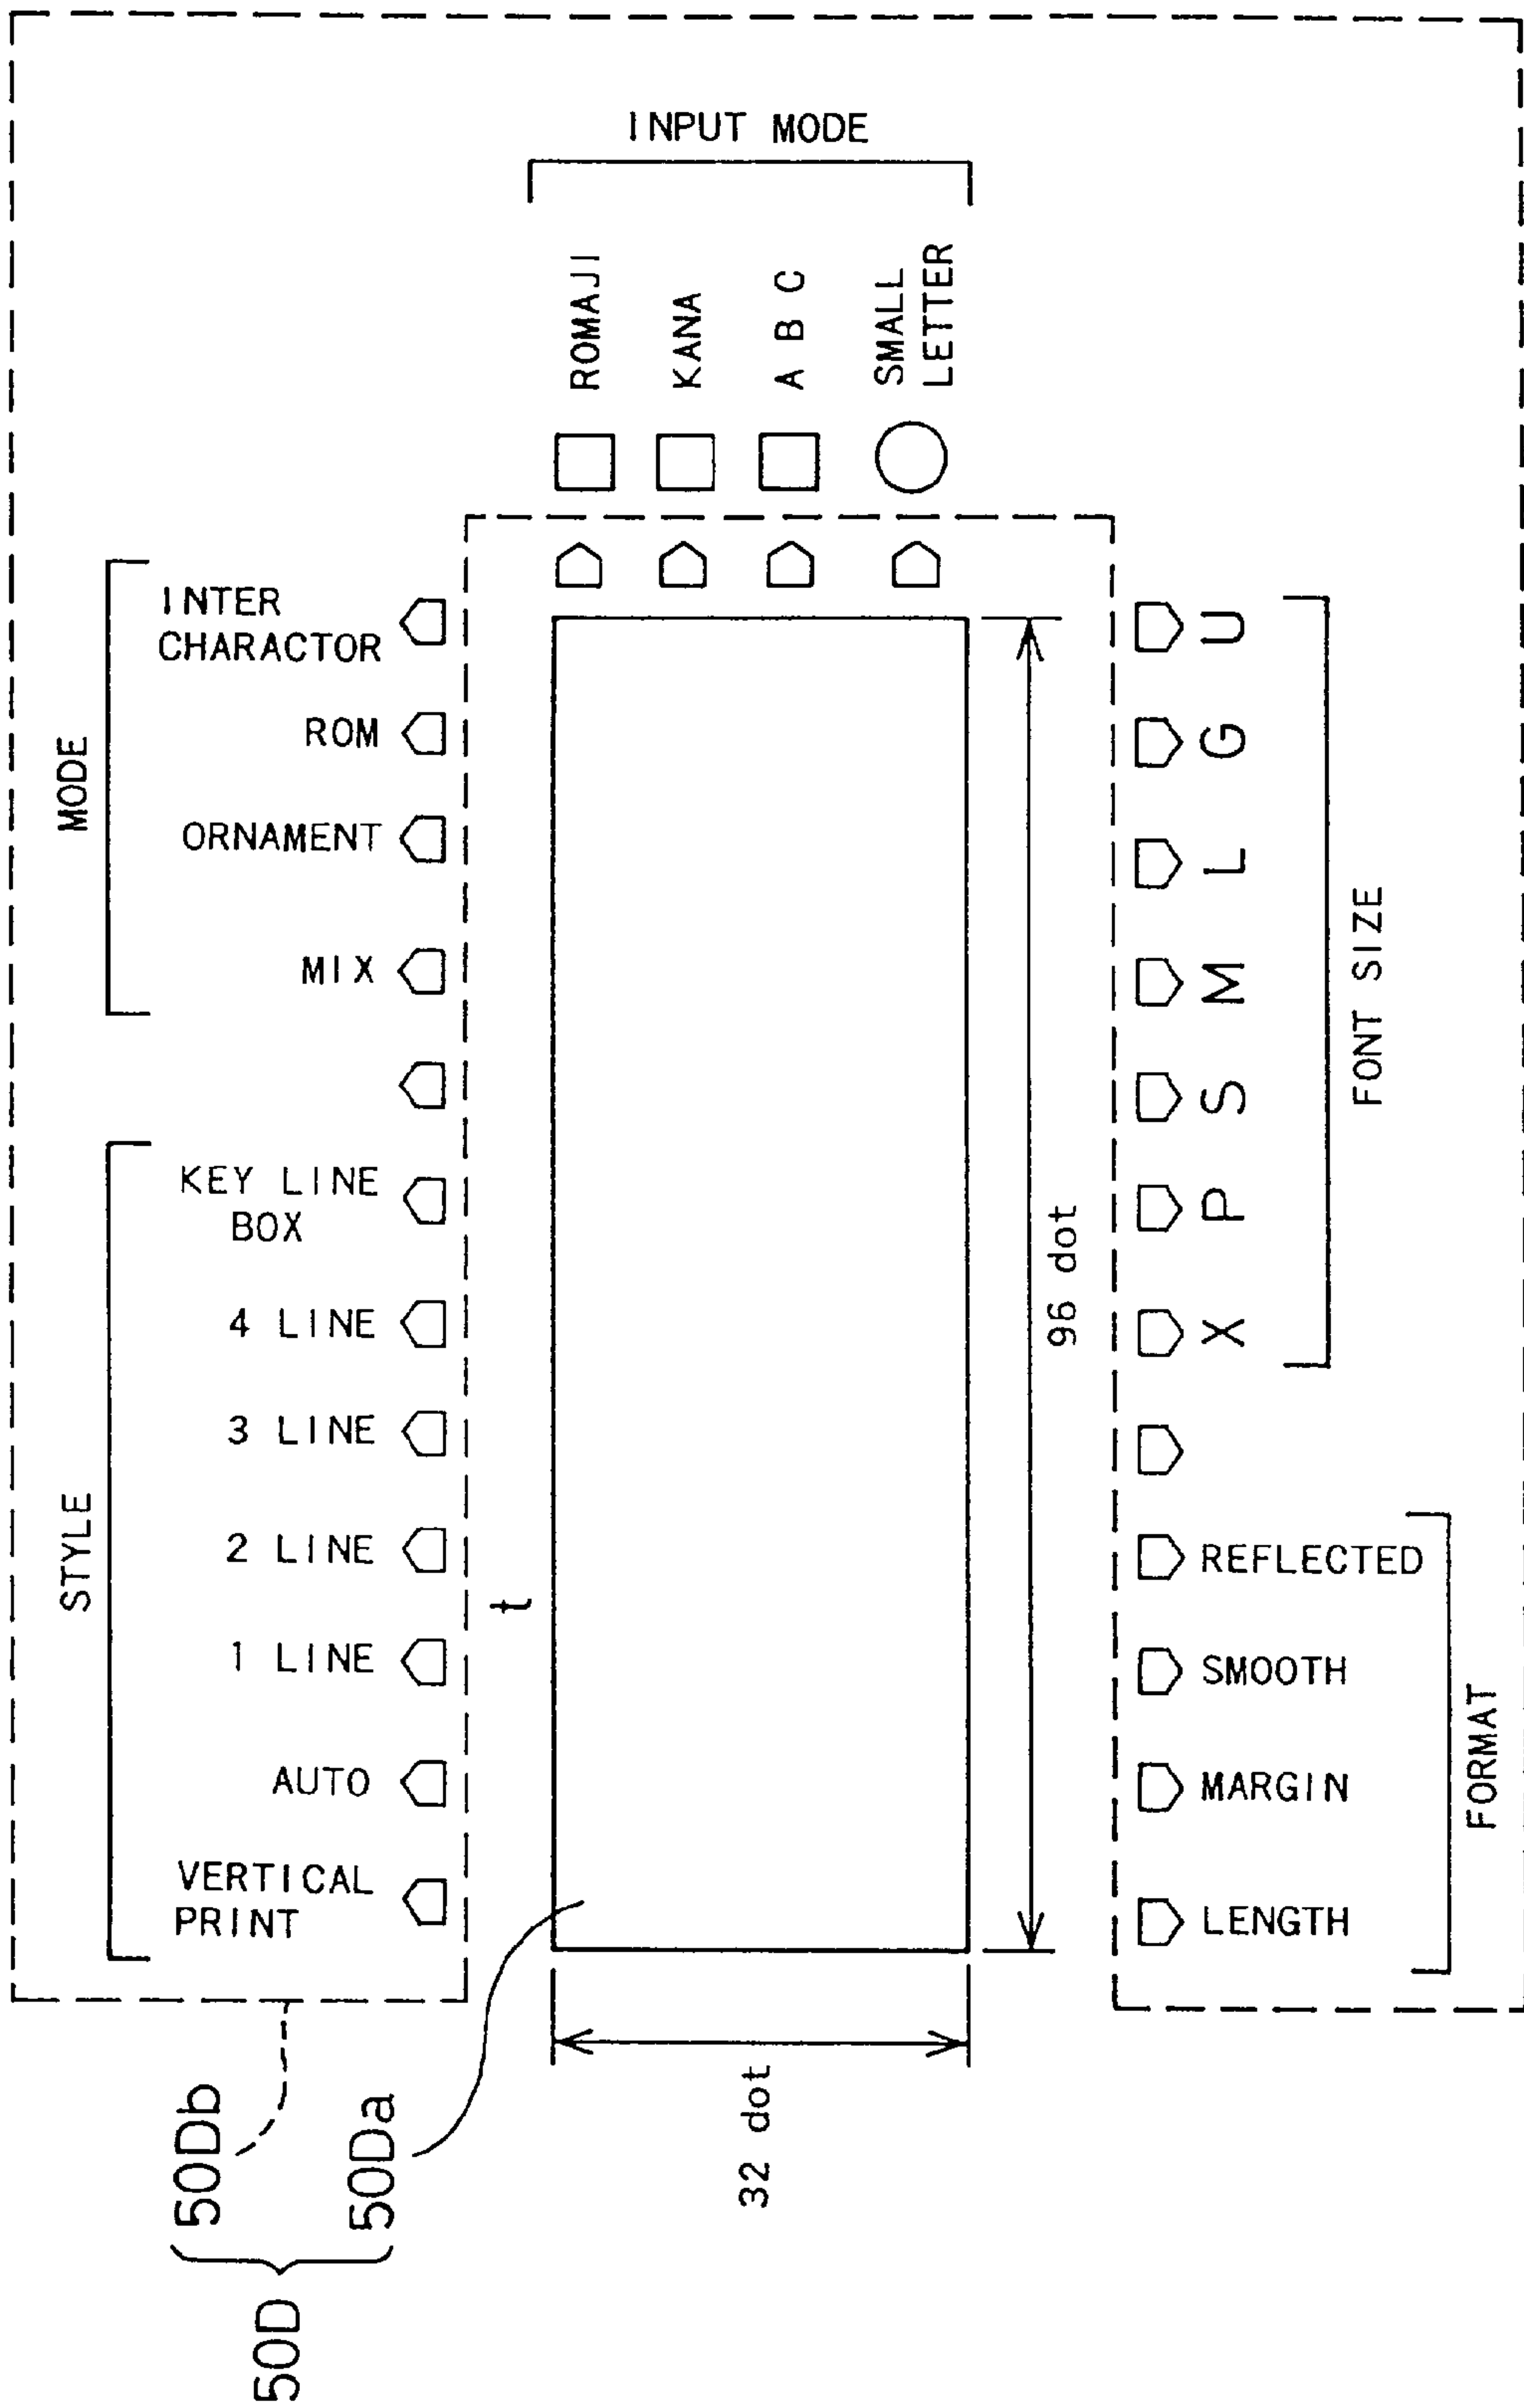 STYLE
MODE
VERTICAL
PRINT
AUTO
1 LINE
2 LINE
3 LINE
4 LINE
KEY LINE
BOX
MIX
ORNAMENT
ROM
INTER
CHARACTOR
50D
50Db
50Da
t
32 dot
96 dot
ROMAJI
KANA
A B C
SMALL
LETTER
INPUT MODE
LENGTH
MARGIN
SMOOTH
REFLECTED
X
P
S
M
L
G
U
FORMAT
FONT SIZE